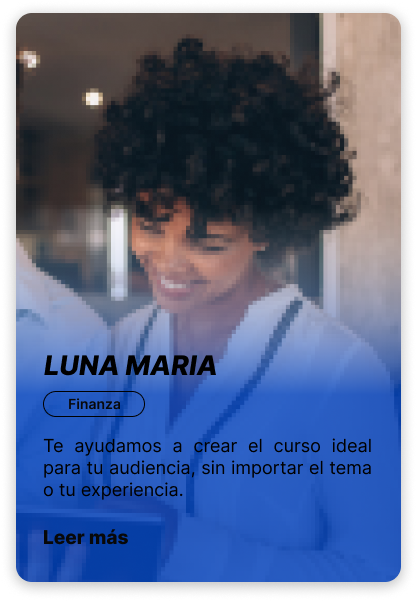 LUNA MARIA
Finanza
Te ayudamos a crear el curso ideal
para tu audiencia, sin importar el tema
o tu experiencia.
Leer más